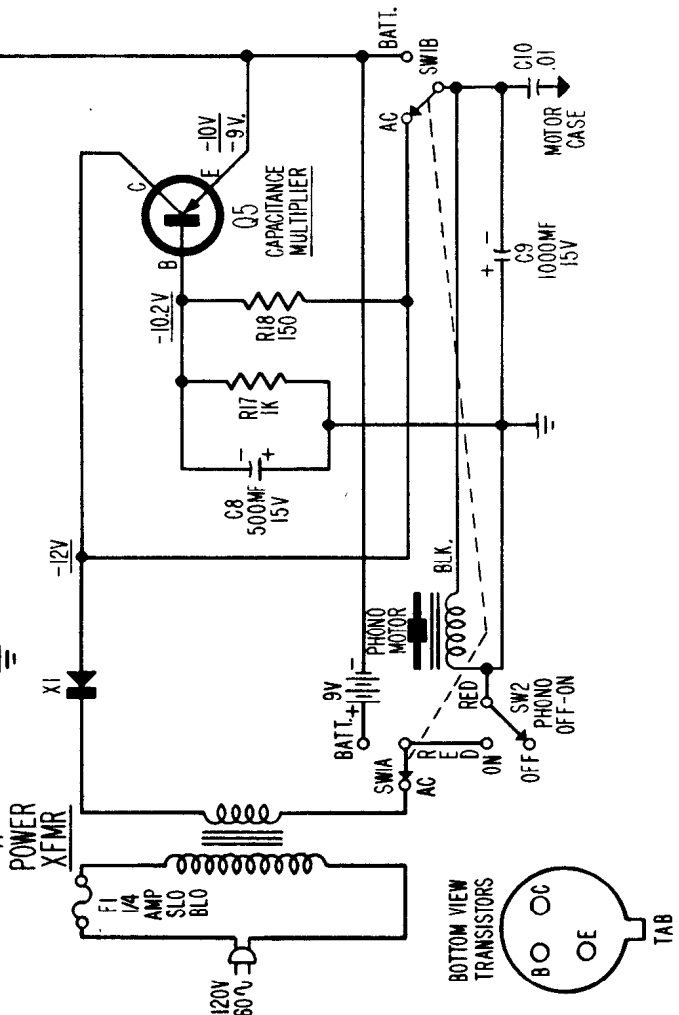 POWER
XFMR
F1
1/4
AMP
SLO
BLO
120V
60∿
X1
-12V
C
B
E
Q5
CAPACITANCE
MULTIPLIER
-10V
-9V.
-10.2V
R18
150
R17
1K
C8
500MF
15V
-
+
BATT.
SW1B
AC
C10
.01
MOTOR
CASE
+ -
C9
1000MF
15V
PHONO
MOTOR
BLK.
RED
SW2
PHONO
OFF-ON
9V
+ -
BATT.
SW1A
AC
RED
ON
OFF
BOTTOM VIEW
TRANSISTORS
B
C
E
TAB